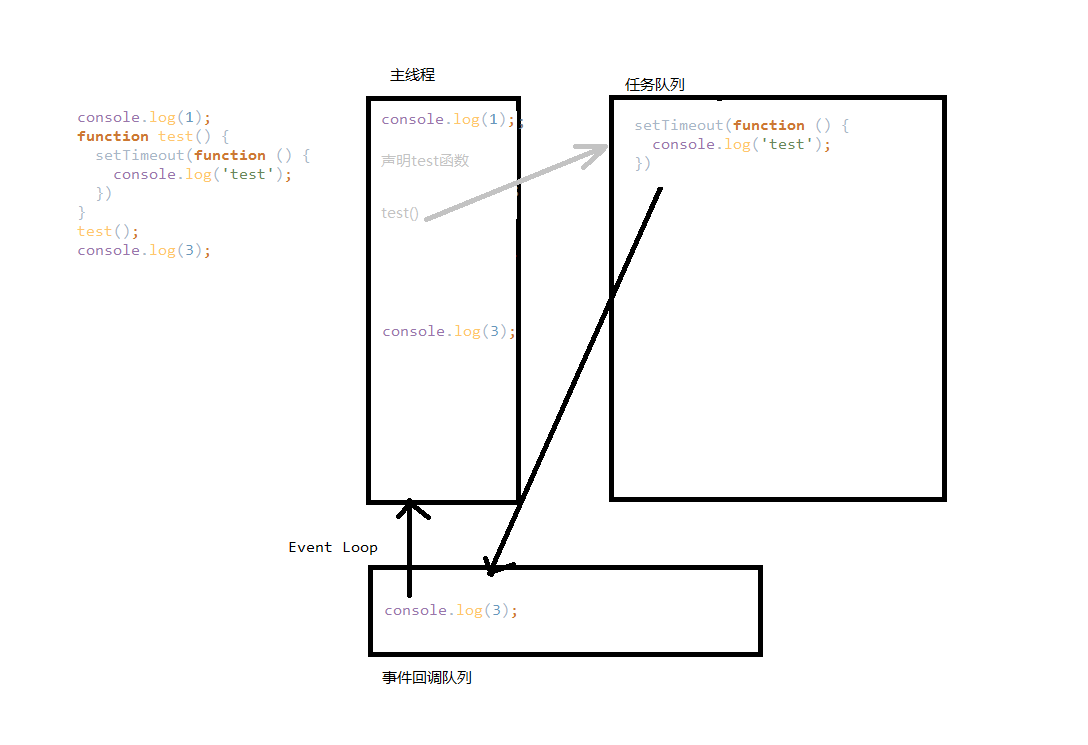 console.log(1);
function test() {
  setTimeout(function () {
    console.log('test');
  })
}
test();
console.log(3);
主线程
console.log(1);;
声明test函数
test()
console.log(3);
任务队列
setTimeout(function () {
  console.log('test');
})
Event Loop
console.log(3);
事件回调队列